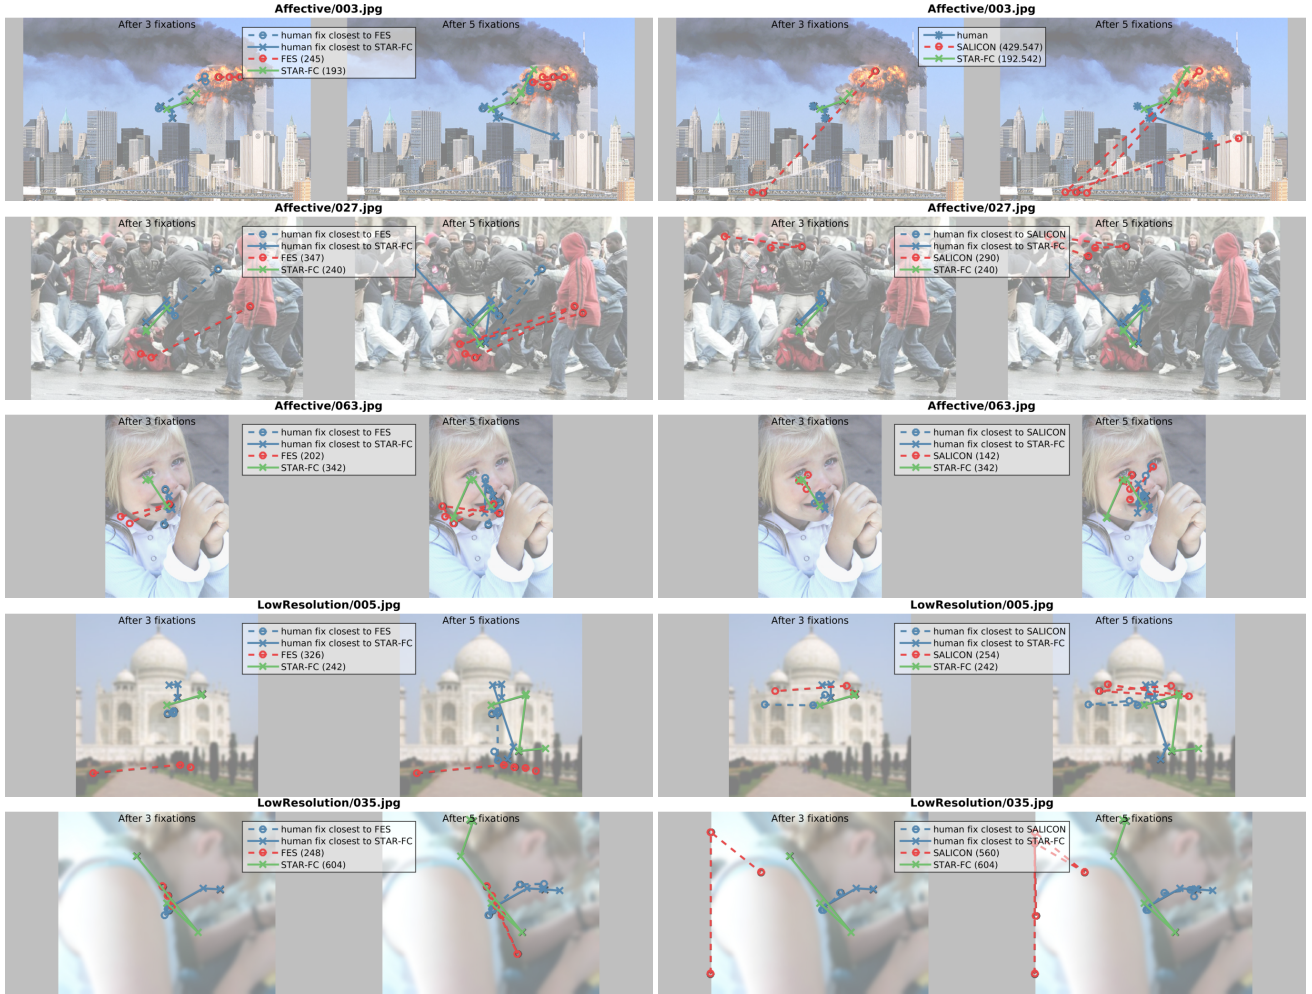 Affective/003.jpg
After 3 fixations
After 5 fixations
human fix closest to FES
human fix closest to STAR-FC
FES (245)
STAR-FC (193)
Affective/003.jpg
After 3 fixations
After 5 fixations
human
SALICON (429.547)
STAR-FC (192.542)
Affective/027.jpg
After 3 fixations
After 5 fixations
human fix closest to FES
human fix closest to STAR-FC
FES (347)
STAR-FC (240)
Affective/027.jpg
After 3 fixations
After 5 fixations
human fix closest to SALICON
human fix closest to STAR-FC
SALICON (290)
STAR-FC (240)
Affective/063.jpg
After 3 fixations
After 5 fixations
human fix closest to FES
human fix closest to STAR-FC
FES (202)
STAR-FC (342)
Affective/063.jpg
After 3 fixations
After 5 fixations
human fix closest to SALICON
human fix closest to STAR-FC
SALICON (142)
STAR-FC (342)
LowResolution/005.jpg
After 3 fixations
After 5 fixations
human fix closest to FES
human fix closest to STAR-FC
FES (326)
STAR-FC (242)
LowResolution/005.jpg
After 3 fixations
After 5 fixations
human fix closest to SALICON
human fix closest to STAR-FC
SALICON (254)
STAR-FC (242)
LowResolution/035.jpg
After 3 fixations
After 5 fixations
human fix closest to FES
human fix closest to STAR-FC
FES (248)
STAR-FC (604)
LowResolution/035.jpg
After 3 fixations
After 5 fixations
human fix closest to SALICON
human fix closest to STAR-FC
SALICON (560)
STAR-FC (604)